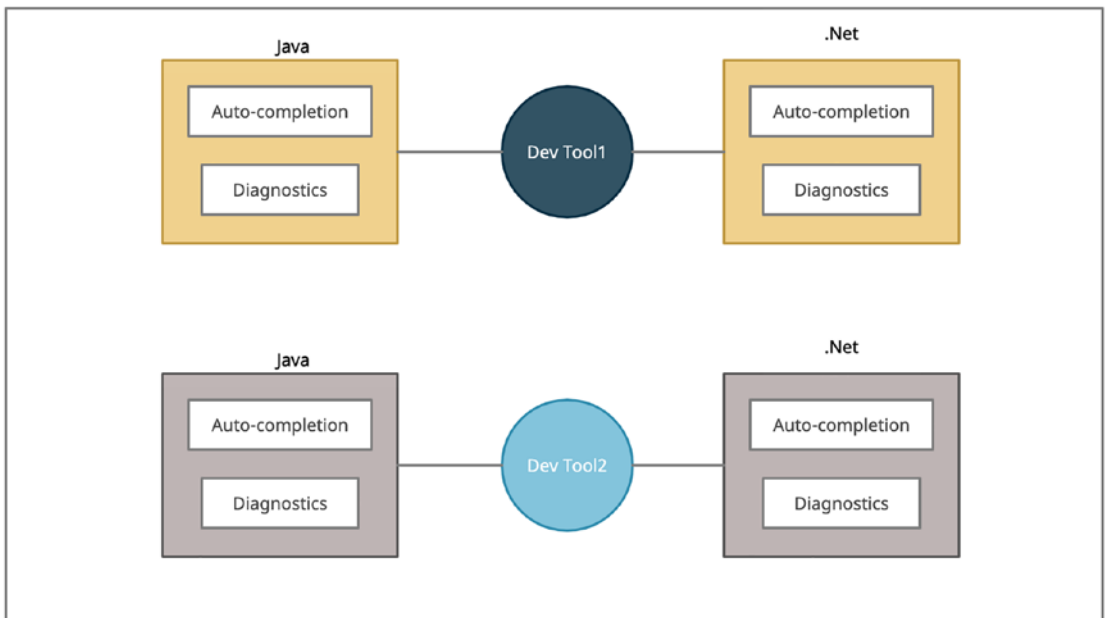 Java
.Net
Auto-completion
Dev Tool1
Auto-completion
Diagnostics
Diagnostics
Java
.Net
Auto-completion
Dev Tool2
Auto-completion
Diagnostics
Diagnostics